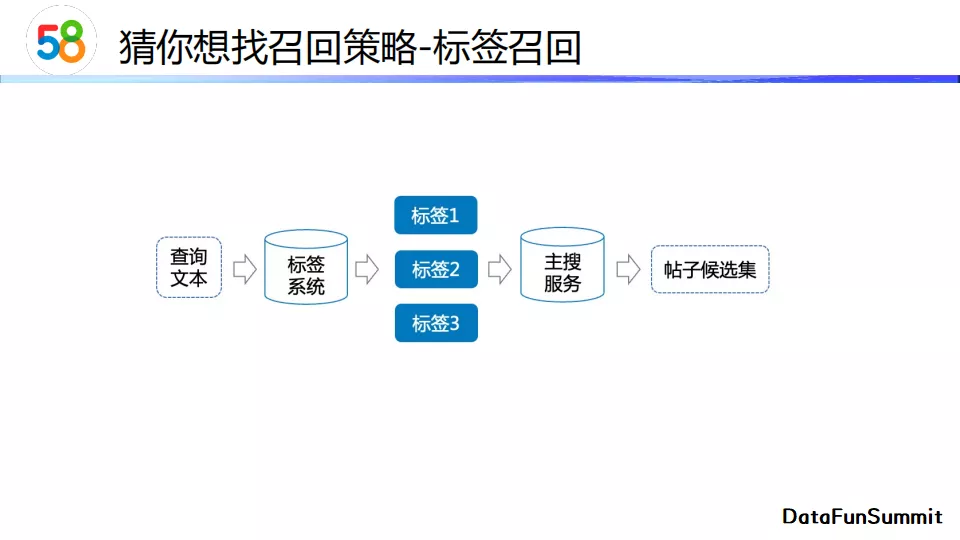 58
猜你想找召回策略-标签召回
查询
文本
标签
系统
标签1
标签2
标签3
主搜
服务
帖子候选集
DataFunSummit